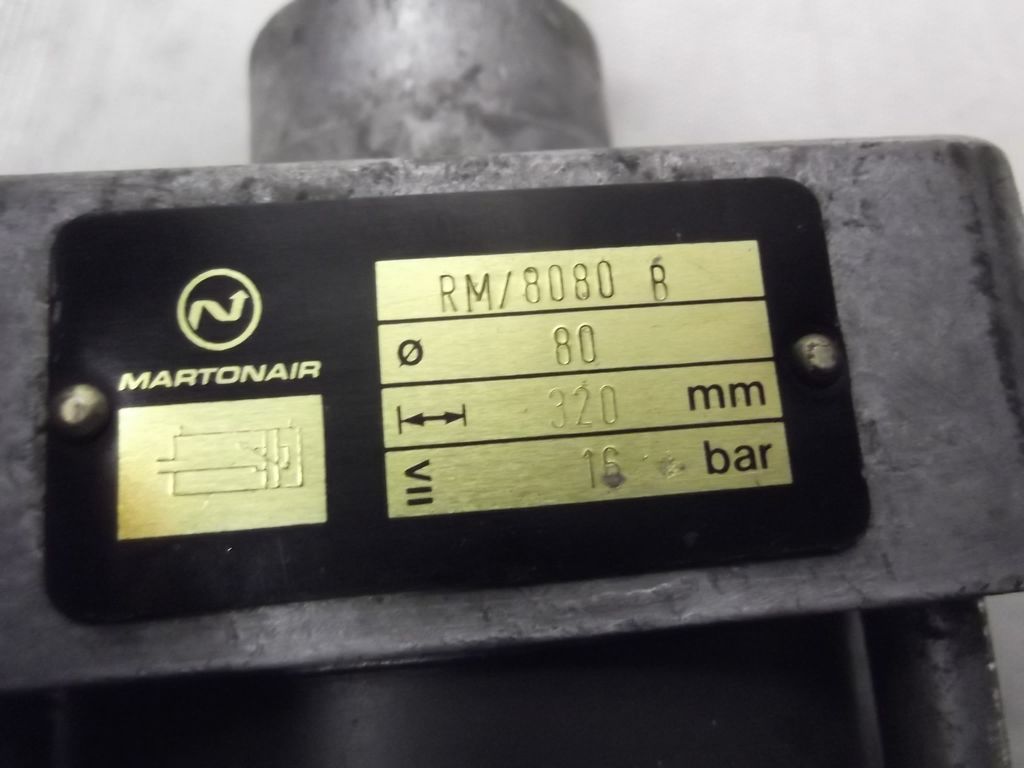 MARTONAIR
RM/8080 B
ø 80
320 mm
≤ 16 bar